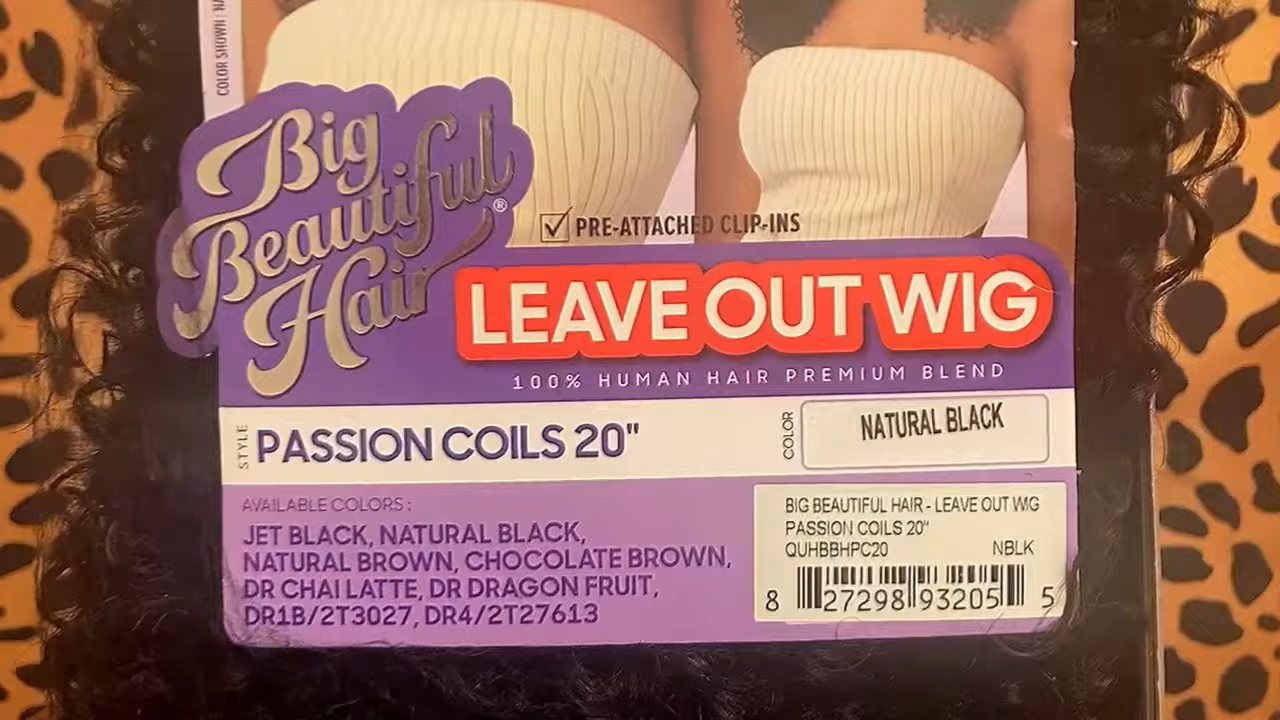 COLOR SHOWN: NA
Big
Beautiful
Hair®
PRE-ATTACHED CLIP-INS
LEAVE OUT WIG
100% HUMAN HAIR PREMIUM BLEND
STYLE
PASSION COILS 20"
COLOR
NATURAL BLACK
AVAILABLE COLORS:
JET BLACK, NATURAL BLACK,
NATURAL BROWN, CHOCOLATE BROWN,
DR CHAI LATTE, DR DRAGON FRUIT,
DR1B/2T3027, DR4/2T27613
BIG BEAUTIFUL HAIR - LEAVE OUT WIG
PASSION COILS 20"
QUHBBHPC20 NBLK
8 27298 93205 5